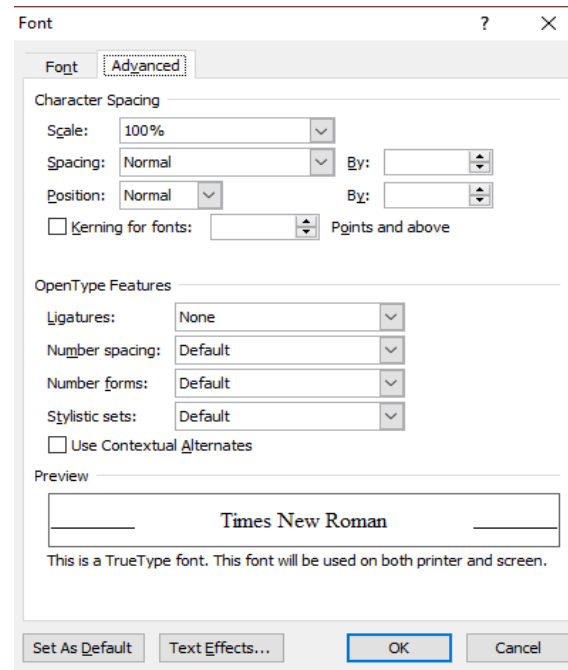 Font ?
Font Advanced
Character Spacing
Scale: 100%
Spacing: Normal By:
Position: Normal By:
Kerning for fonts: Points and above
OpenType Features
Ligatures: None
Number spacing: Default
Number forms: Default
Stylistic sets: Default
Use Contextual Alternates
Preview
Times New Roman
This is a TrueType font. This font will be used on both printer and screen.
Set As Default Text Effects... OK Cancel